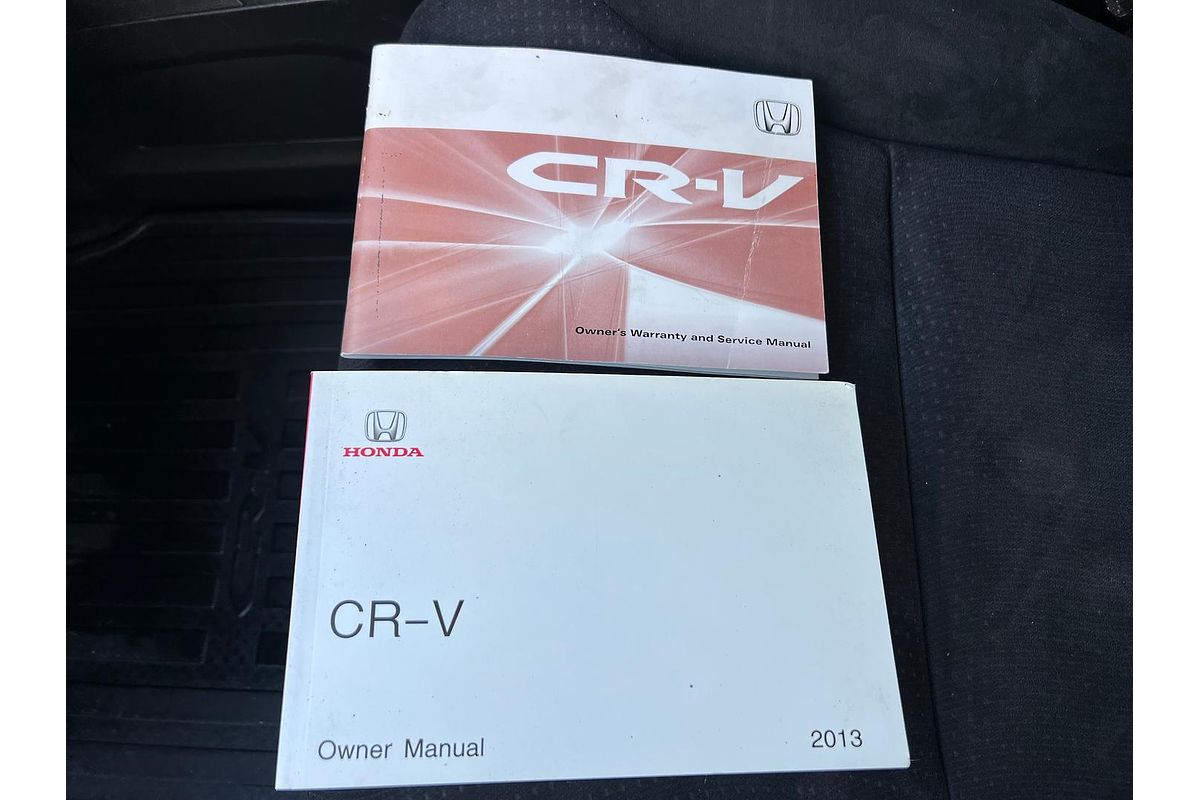 CR-V
Owner's Warranty and Service Manual
HONDA
CR-V
Owner Manual
2013